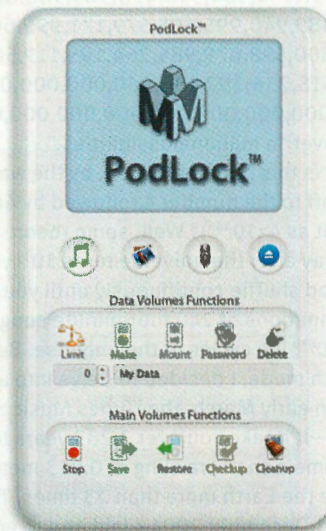 PodLock™
PodLock™
Data Volumes Functions
Limit Make Mount Password Delete
0 My Data
Main Volumes Functions
Stop Save Restore Checkup Cleanup